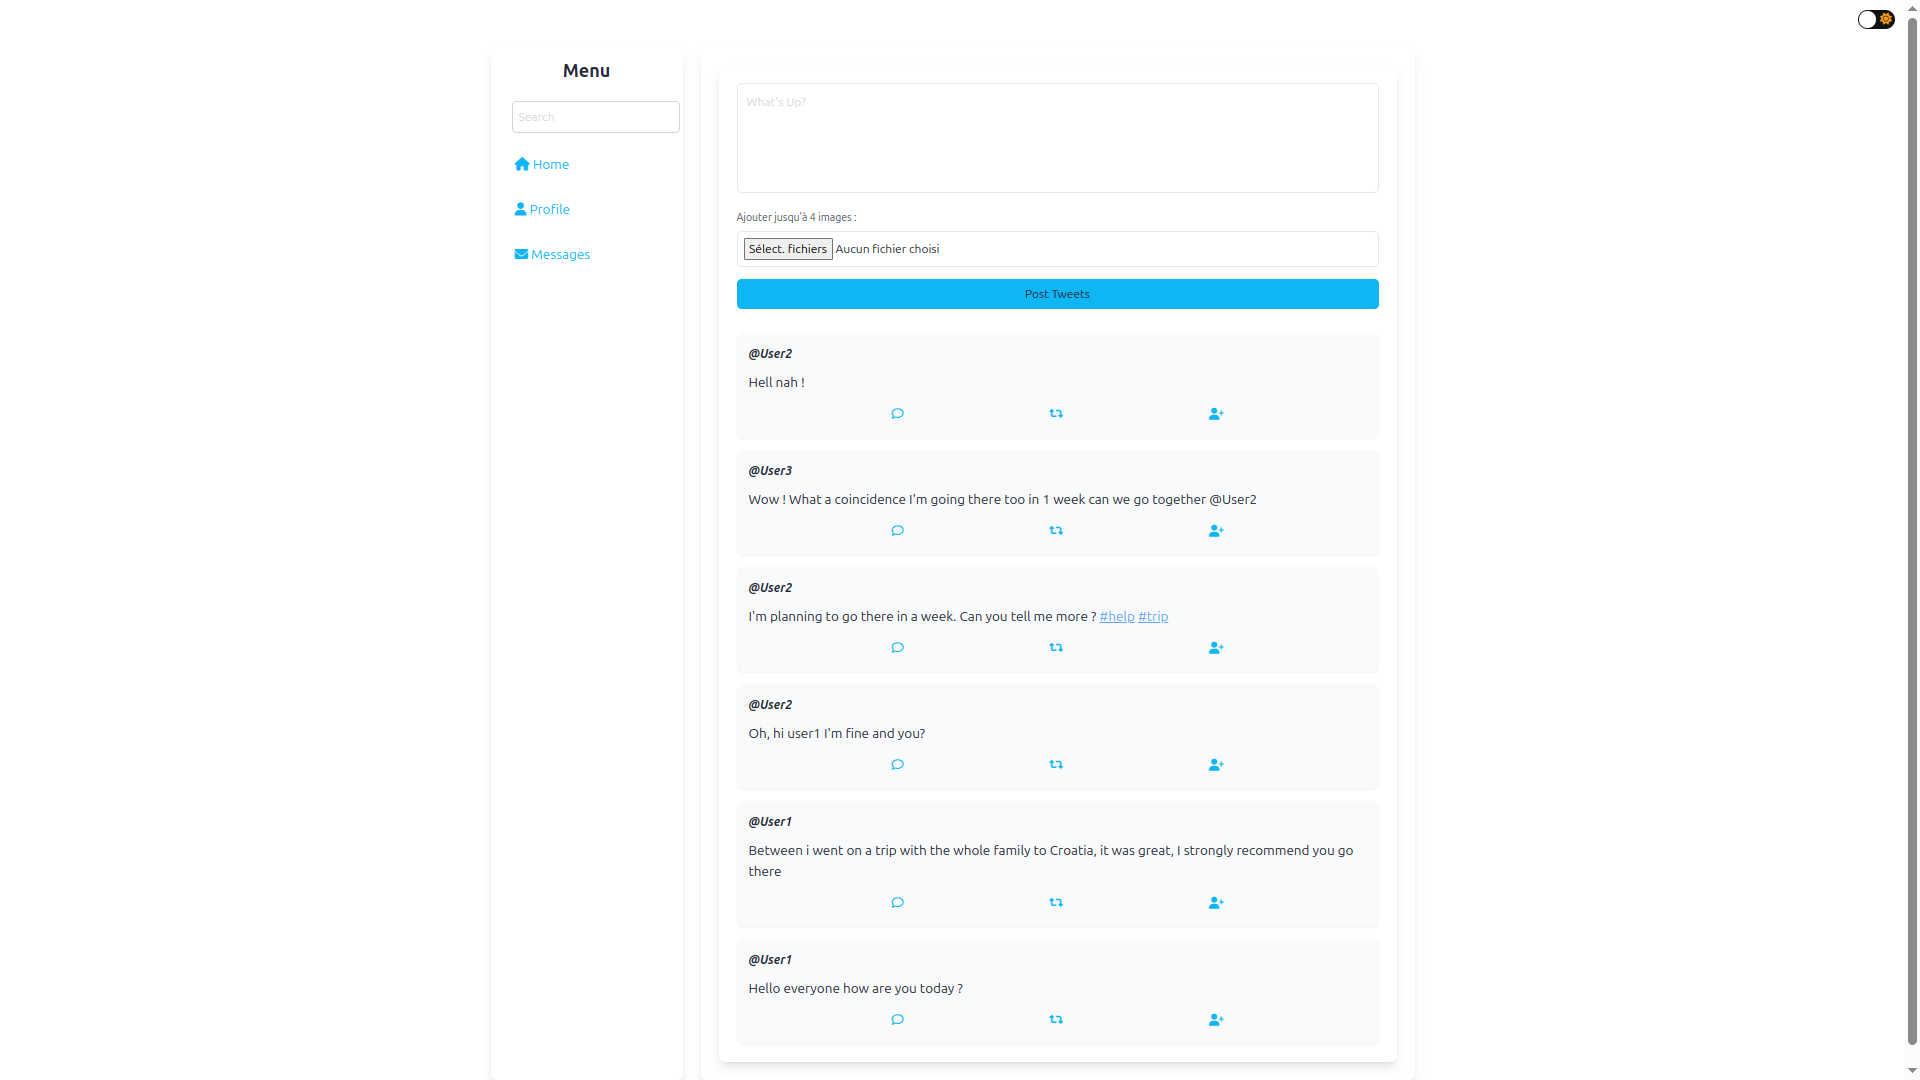 Menu
Search
Home
Profile
Messages
What's Up?
Ajouter jusqu'à 4 images :
Sélect. fichiers Aucun fichier choisi
Post Tweets
@User2
Hell nah !
@User3
Wow ! What a coincidence I'm going there too in 1 week can we go together @User2
@User2
I'm planning to go there in a week. Can you tell me more ? #help #trip
@User2
Oh, hi user1 I'm fine and you?
@User1
Between i went on a trip with the whole family to Croatia, it was great, I strongly recommend you go
there
@User1
Hello everyone how are you today ?